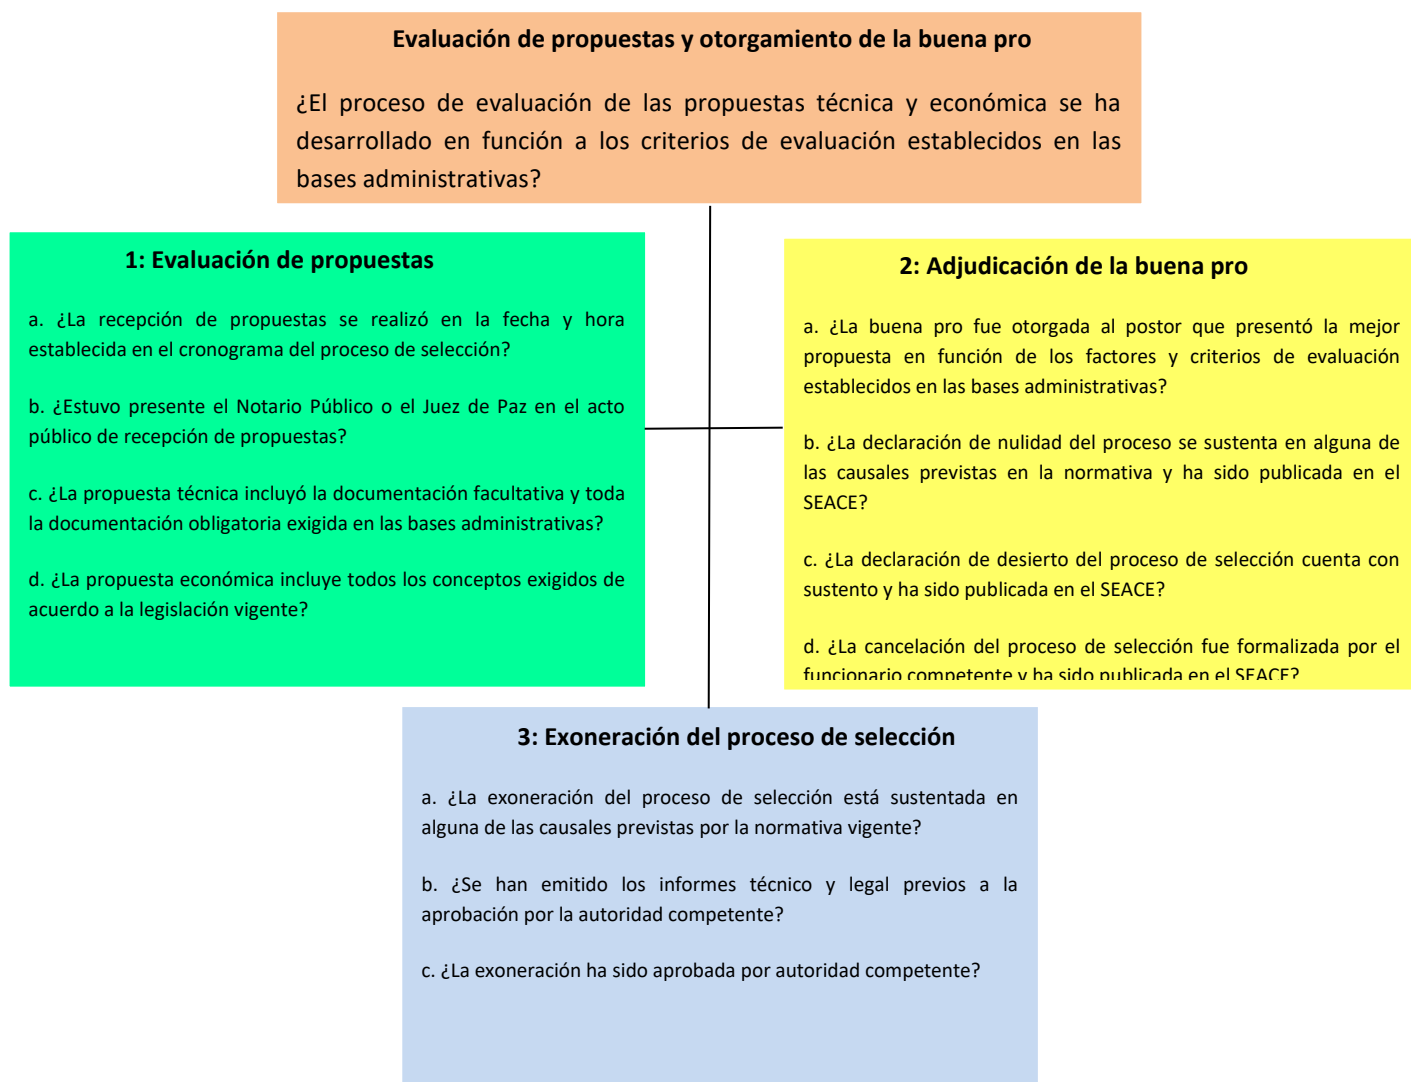 Evaluación de propuestas y otorgamiento de la buena pro
¿El proceso de evaluación de las propuestas técnica y económica se ha
desarrollado en función a los criterios de evaluación establecidos en las
bases administrativas?
1: Evaluación de propuestas
a. ¿La recepción de propuestas se realizó en la fecha y hora
establecida en el cronograma del proceso de selección?
b. ¿Estuvo presente el Notario Público o el Juez de Paz en el acto
público de recepción de propuestas?
c. ¿La propuesta técnica incluyó la documentación facultativa y toda
la documentación obligatoria exigida en las bases administrativas?
d. ¿La propuesta económica incluye todos los conceptos exigidos de
acuerdo a la legislación vigente?
2: Adjudicación de la buena pro
a. ¿La buena pro fue otorgada al postor que presentó la mejor
propuesta en función de los factores y criterios de evaluación
establecidos en las bases administrativas?
b. ¿La declaración de nulidad del proceso se sustenta en alguna de
las causales previstas en la normativa y ha sido publicada en el
SEACE?
c. ¿La declaración de desierto del proceso de selección cuenta con
sustento y ha sido publicada en el SEACE?
d. ¿La cancelación del proceso de selección fue formalizada por el
funcionario competente y ha sido publicada en el SEACE?
3: Exoneración del proceso de selección
a. ¿La exoneración del proceso de selección está sustentada en
alguna de las causales previstas por la normativa vigente?
b. ¿Se han emitido los informes técnico y legal previos a la
aprobación por la autoridad competente?
c. ¿La exoneración ha sido aprobada por autoridad competente?